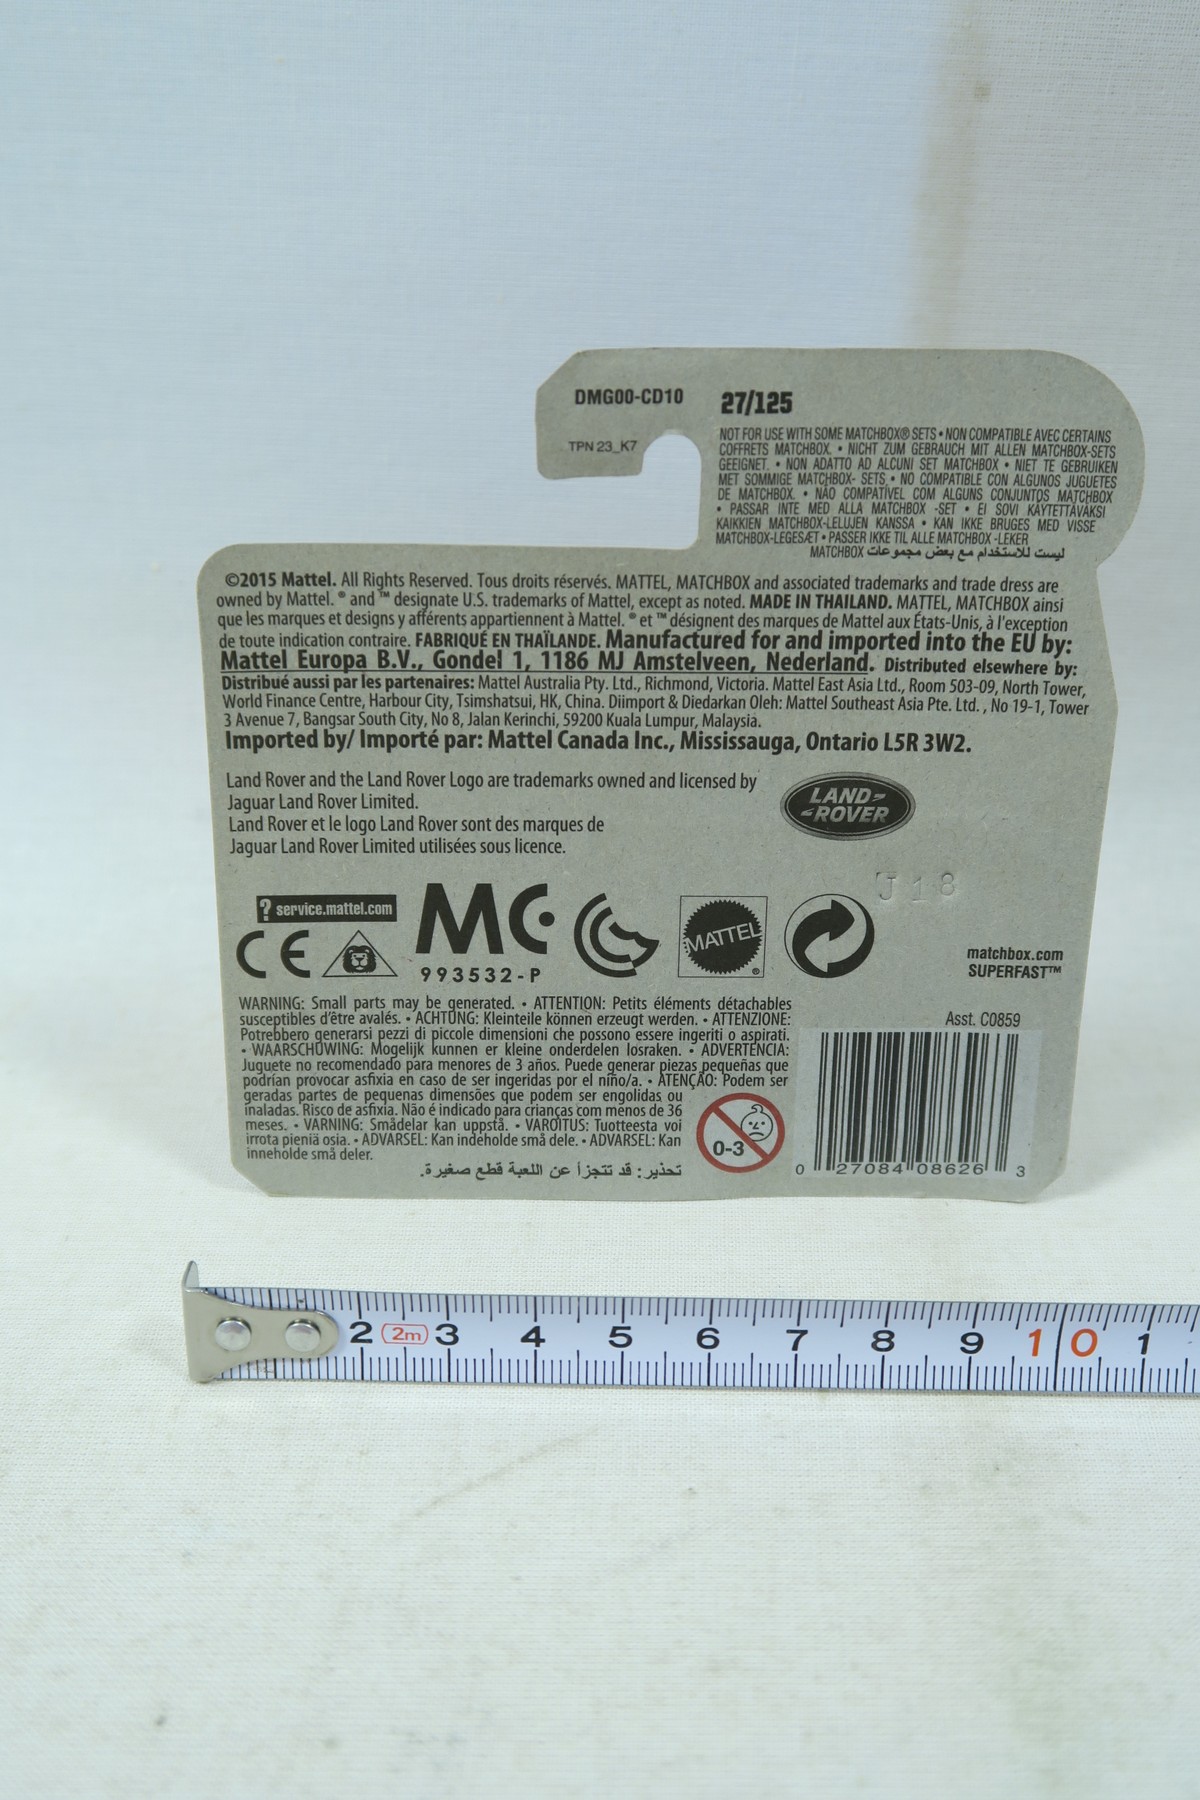 DMG00-CD10
TPN 23_K7
27/125
NOT FOR USE WITH SOME MATCHBOX® SETS • NON COMPATIBLE AVEC CERTAINS
COFFRETS MATCHBOX. • NICHT ZUM GEBRAUCH MIT ALLEN MATCHBOX-SETS
GEEIGNET. • NON ADATTO AD ALCUNI SET MATCHBOX • NIET TE GEBRUIKEN
MET SOMMIGE MATCHBOX- SETS. • NO COMPATIBLE CON ALGUNOS JUGUETES
DE MATCHBOX. • NÃO COMPATÍVEL COM ALGUNS CONJUNTOS MATCHBOX
• PASSAR INTE MED ALLA MATCHBOX -SET • EI SOVI KÄYTETTÄVÄKSI
KAIKKIEN MATCHBOX-LELUJEN KANSSA • KAN IKKE BRUGES MED VISSE
MATCHBOX-LEGESÆT • PASSER IKKE TIL ALLE MATCHBOX -LEKER
ليست للاستخدام مع بعض مجموعات MATCHBOX
©2015 Mattel. All Rights Reserved. Tous droits réservés. MATTEL, MATCHBOX and associated trademarks and trade dress are
owned by Mattel. ® and ™ designate U.S. trademarks of Mattel, except as noted. MADE IN THAILAND. MATTEL, MATCHBOX ainsi
que les marques et designs y afférents appartiennent à Mattel. ® et ™ désignent des marques de Mattel aux États-Unis, à l'exception
de toute indication contraire. FABRIQUÉ EN THAÏLANDE. Manufactured for and imported into the EU by:
Mattel Europa B.V., Gondel 1, 1186 MJ Amstelveen, Nederland. Distributed elsewhere by:
Distribué aussi par les partenaires: Mattel Australia Pty. Ltd., Richmond, Victoria. Mattel East Asia Ltd., Room 503-09, North Tower,
World Finance Centre, Harbour City, Tsimshatsui, HK, China. Diimport & Diedarkan Oleh: Mattel Southeast Asia Pte. Ltd. , No 19-1, Tower
3 Avenue 7, Bangsar South City, No 8, Jalan Kerinchi, 59200 Kuala Lumpur, Malaysia.
Imported by/ Importé par: Mattel Canada Inc., Mississauga, Ontario L5R 3W2.
Land Rover and the Land Rover Logo are trademarks owned and licensed by
Jaguar Land Rover Limited.
Land Rover et le logo Land Rover sont des marques de
Jaguar Land Rover Limited utilisées sous licence.
LAND-
-ROVER
J18
? service.mattel.com
CE
MC
993532-P
MATTEL®
matchbox.com
SUPERFAST™
WARNING: Small parts may be generated. • ATTENTION: Petits éléments détachables
susceptibles d'être avalés. • ACHTUNG: Kleinteile können erzeugt werden. • ATTENZIONE:
Potrebbero generarsi pezzi di piccole dimensioni che possono essere ingeriti o aspirati.
• WAARSCHUWING: Mogelijk kunnen er kleine onderdelen losraken. • ADVERTENCIA:
Juguete no recomendado para menores de 3 años. Puede generar piezas pequeñas que
podrían provocar asfixia en caso de ser ingeridas por el niño/a. • ATENÇÃO: Podem ser
geradas partes de pequenas dimensões que podem ser engolidas ou
inaladas. Risco de asfixia. Não é indicado para crianças com menos de 36
meses. • VARNING: Smådelar kan uppstå. • VAROITUS: Tuotteesta voi
irrota pieniä osia. • ADVARSEL: Kan indeholde små dele. • ADVARSEL: Kan
inneholde små deler.
تحذير: قد تتجزأ عن اللعبة قطع صغيرة.
0-3
Asst. C0859
0 27084 08626 3
2 2m 3 4 5 6 7 8 9 10 1